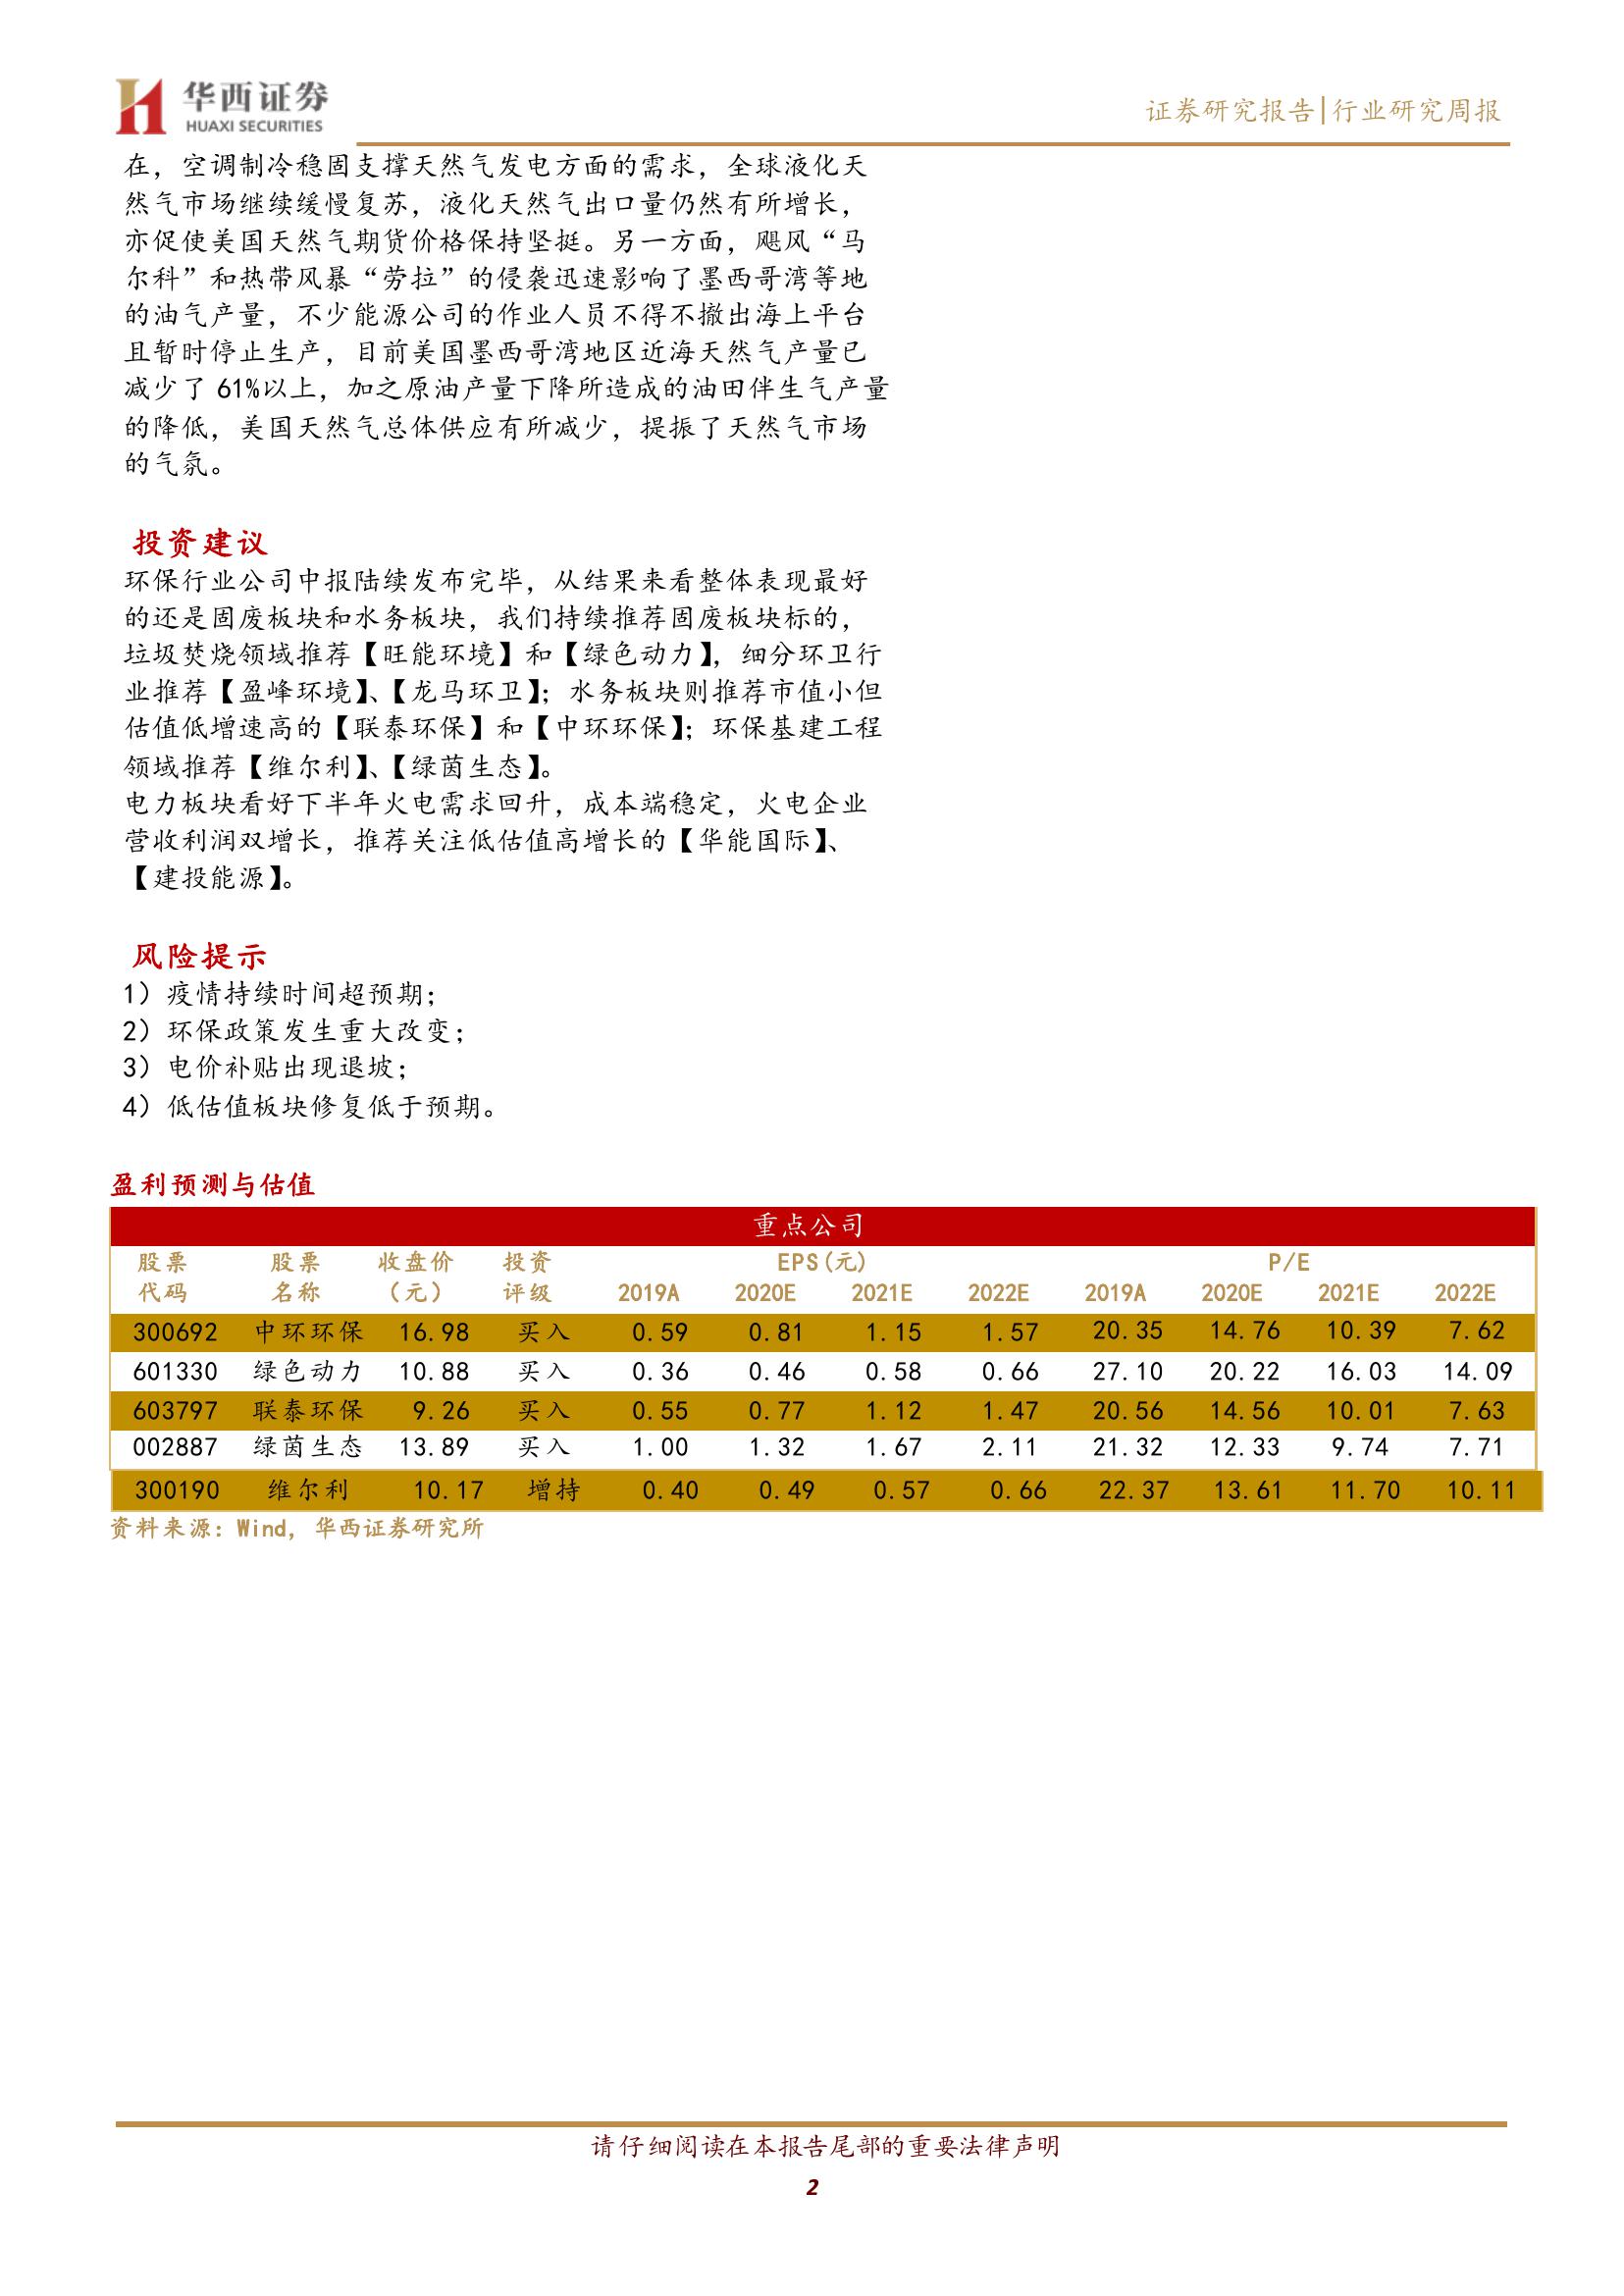 华西证券
HUAXI SECURITIES
证券研究报告|行业研究周报
在，空调制冷稳固支撑天然气发电方面的需求，全球液化天
然气市场继续缓慢复苏，液化天然气出口量仍然有所增长，
亦促使美国天然气期货价格保持坚挺。另一方面，飓风“马
尔科”和热带风暴“劳拉”的侵袭迅速影响了墨西哥湾等地
的油气产量，不少能源公司的作业人员不得不撤出海上平台
且暂时停止生产，目前美国墨西哥湾地区近海天然气产量已
减少了 61%以上，加之原油产量下降所造成的油田伴生气产量
的降低，美国天然气总体供应有所减少，提振了天然气市场
的气氛。
投资建议
环保行业公司中报陆续发布完毕，从结果来看整体表现最好
的还是固废板块和水务板块，我们持续推荐固废板块标的，
垃圾焚烧领域推荐【旺能环境】和【绿色动力】，细分环卫行
业推荐【盈峰环境】、【龙马环卫】；水务板块则推荐市值小但
估值低增速高的【联泰环保】和【中环环保】；环保基建工程
领域推荐【维尔利】、【绿茵生态】。
电力板块看好下半年火电需求回升，成本端稳定，火电企业
营收利润双增长，推荐关注低估值高增长的【华能国际】、
【建投能源】。
风险提示
1）疫情持续时间超预期；
2）环保政策发生重大改变；
3）电价补贴出现退坡；
4）低估值板块修复低于预期。
盈利预测与估值
重点公司
股票 股票 收盘价 投资 EPS(元) P/E
代码 名称 （元） 评级 2019A 2020E 2021E 2022E 2019A 2020E 2021E 2022E
300692 中环环保 16.98 买入 0.59 0.81 1.15 1.57 20.35 14.76 10.39 7.62
601330 绿色动力 10.88 买入 0.36 0.46 0.58 0.66 27.10 20.22 16.03 14.09
603797 联泰环保 9.26 买入 0.55 0.77 1.12 1.47 20.56 14.56 10.01 7.63
002887 绿茵生态 13.89 买入 1.00 1.32 1.67 2.11 21.32 12.33 9.74 7.71
300190 维尔利 10.17 增持 0.40 0.49 0.57 0.66 22.37 13.61 11.70 10.11
资料来源：Wind，华西证券研究所
请仔细阅读在本报告尾部的重要法律声明
2